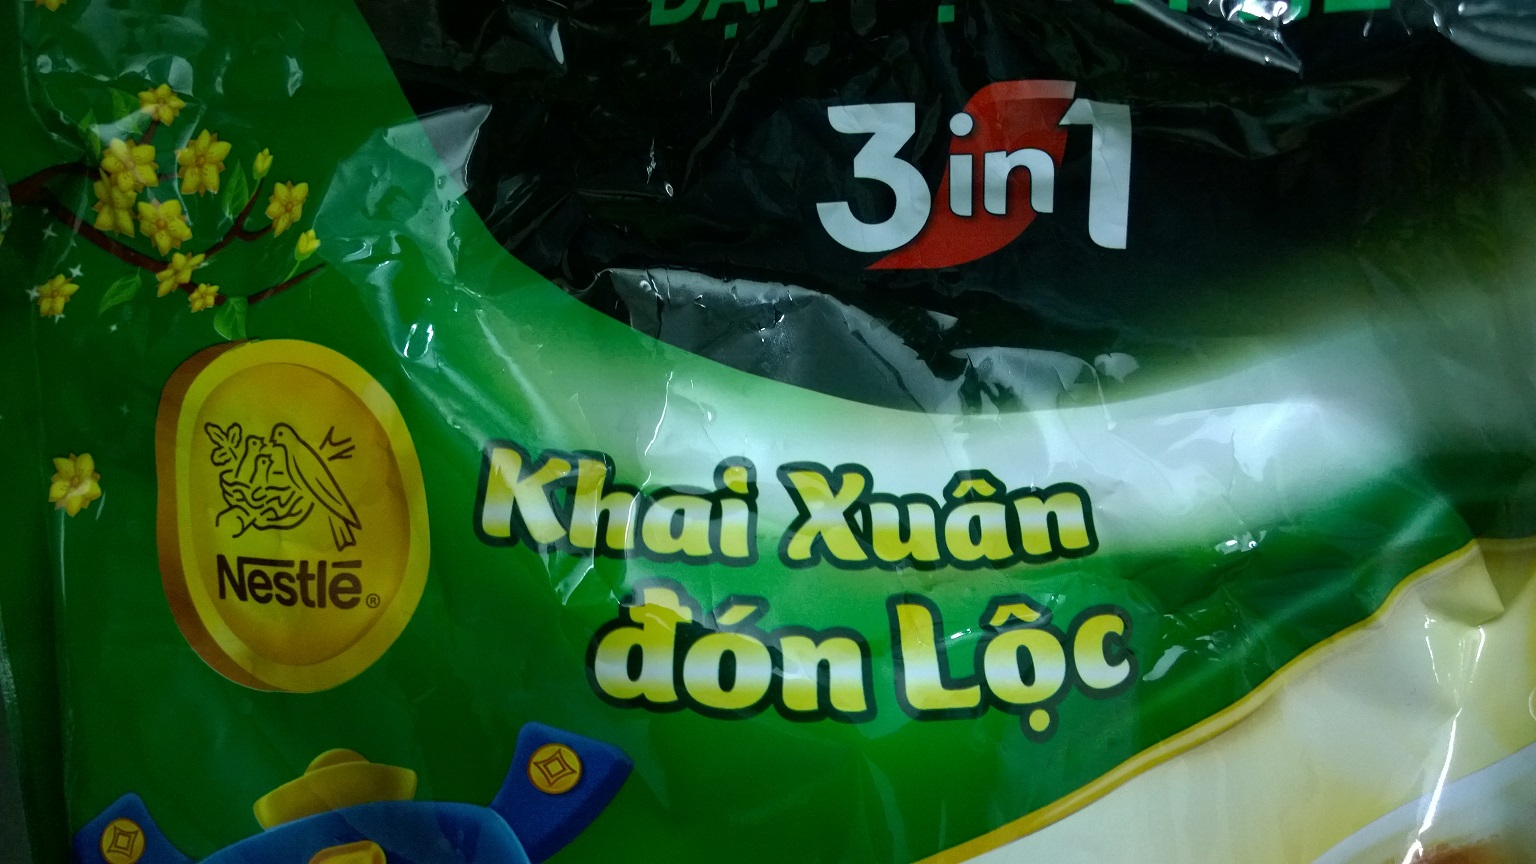 3in1
Nestlé®
Khai Xuân
đón Lộc